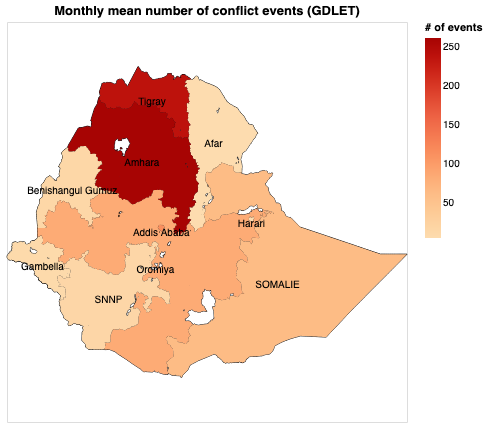 Monthly mean number of conflict events (GDLET)
# of events
250
200
150
100
50
Tigray
Afar
Amhara
Benishangul Gumuz
Harari
Addis Ababa
Gambella
Oromiya
SOMALIE
SNNP